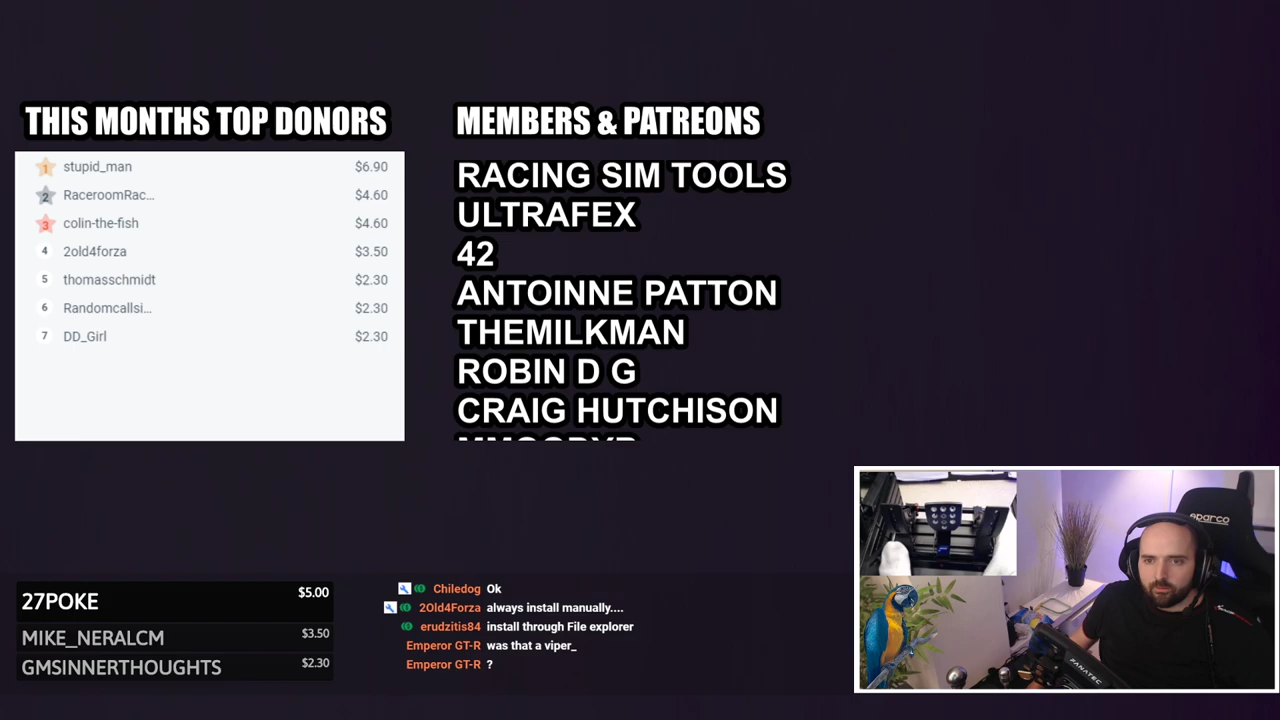 THIS MONTHS TOP DONORS
1 stupid_man $6.90
2 RaceroomRac... $4.60
3 colin-the-fish $4.60
4 2old4forza $3.50
5 thomasschmidt $2.30
6 Randomcallsi... $2.30
7 DD_Girl $2.30
MEMBERS & PATREONS
RACING SIM TOOLS
ULTRAFEX
42
ANTOINNE PATTON
THEMILKMAN
ROBIN D G
CRAIG HUTCHISON
27POKE $5.00
MIKE_NERALCM $3.50
GMSINNERTHOUGHTS $2.30
Chiledog Ok
2Old4Forza always install manually....
erudzitis84 install through File explorer
Emperor GT-R was that a viper_
Emperor GT-R ?
sparco
FANATEC